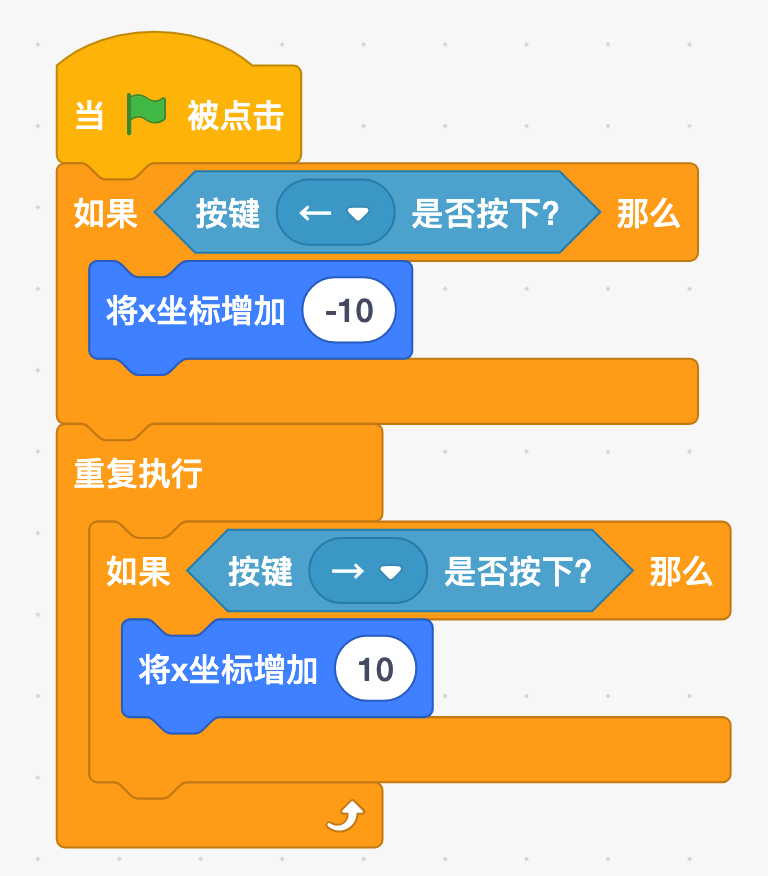 当 被点击
如果 按键 ← 是否按下? 那么
将x坐标增加 -10
重复执行
如果 按键 → 是否按下? 那么
将x坐标增加 10